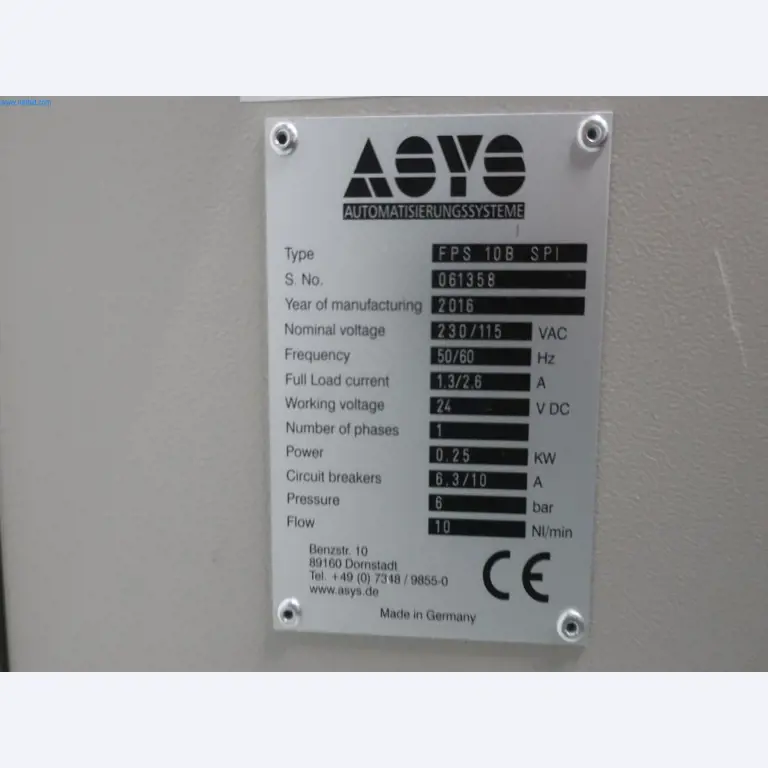 ASYS
AUTOMATISIERUNGSSYSTEME
Type FPS 10B SPI
S. No. 061358
Year of manufacturing 2016
Nominal voltage 230/115 VAC
Frequency 50/60 Hz
Full Load current 1.3/2.6 A
Working voltage 24 V DC
Number of phases 1
Power 0.25 KW
Circuit breakers 6,3/10 A
Pressure 6 bar
Flow 10 Nl/min
Benzstr. 10
89160 Dornstadt
Tel. +49 (0) 7348 / 9855-0
www.asys.de
CE
Made in Germany